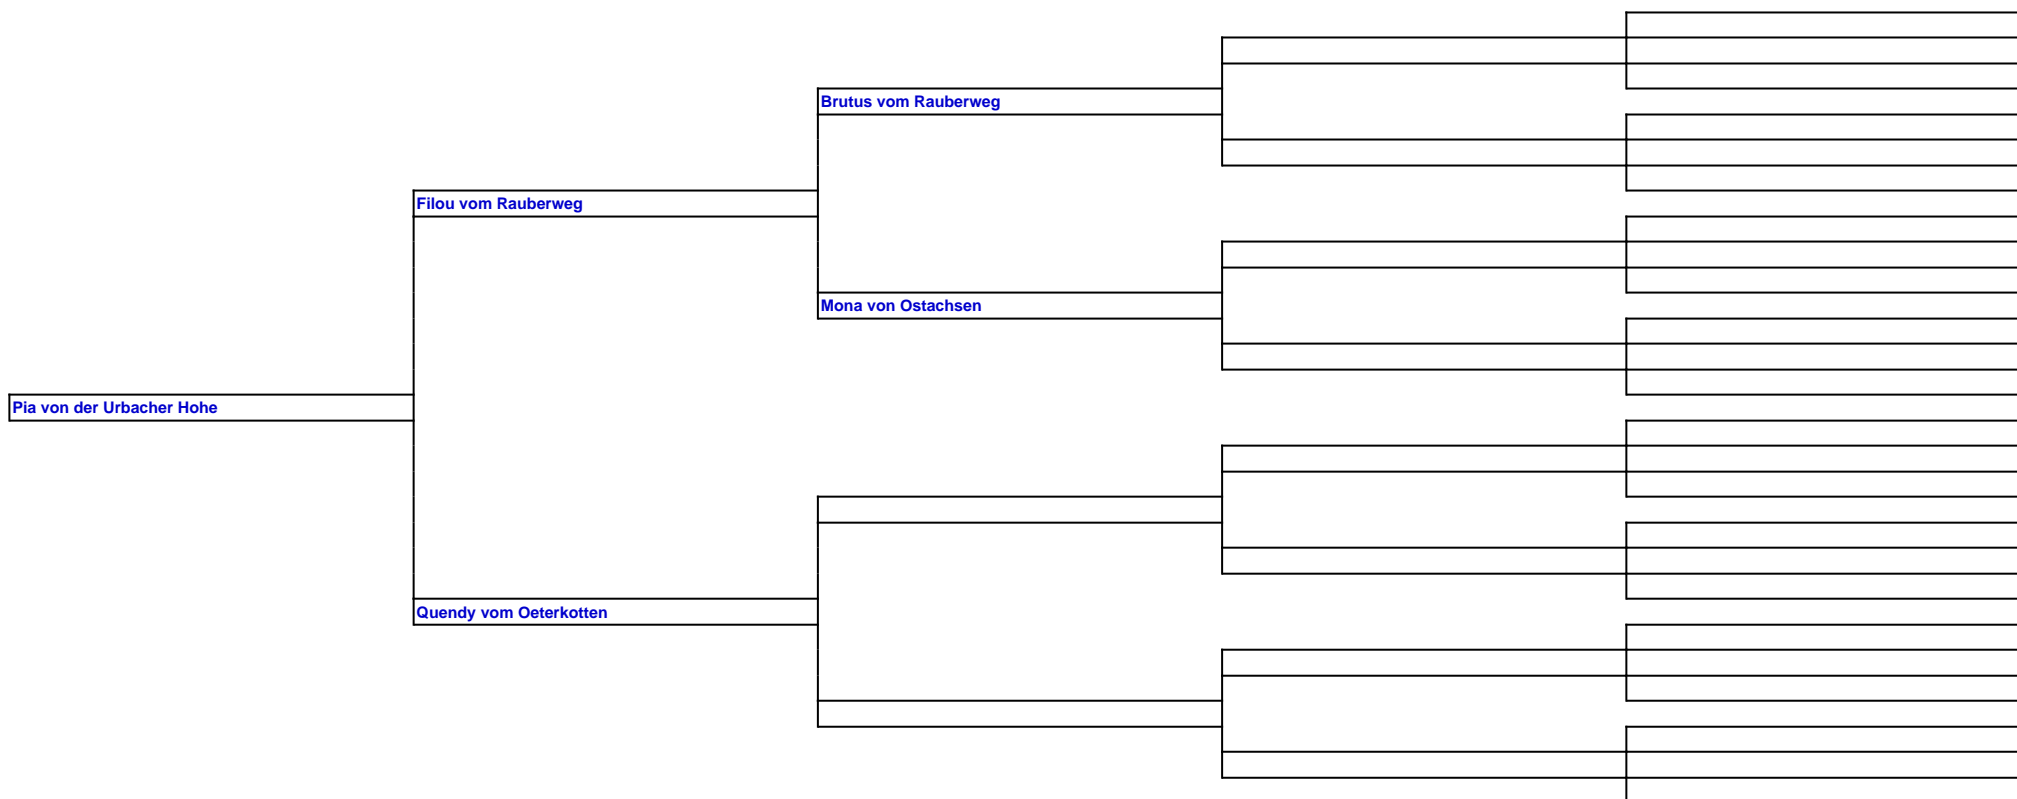 Brutus vom Rauberweg
Filou vom Rauberweg
Mona von Ostachsen
Pia von der Urbacher Hohe
Quendy vom Oeterkotten